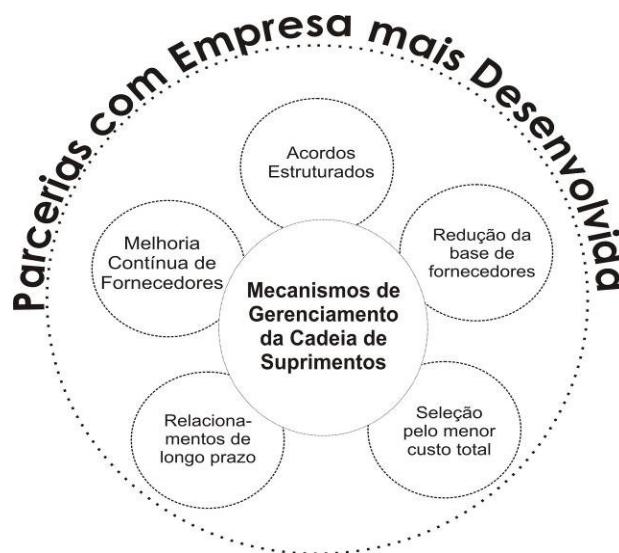 Parcerias com Empresa mais Desenvolvida
Acordos
Estruturados
Melhoria
Contínua de
Fornecedores
Redução da
base de
fornecedores
Mecanismos de
Gerenciamento
da Cadeia de
Suprimentos
Relaciona-
mentos de
longo prazo
Seleção
pelo menor
custo total